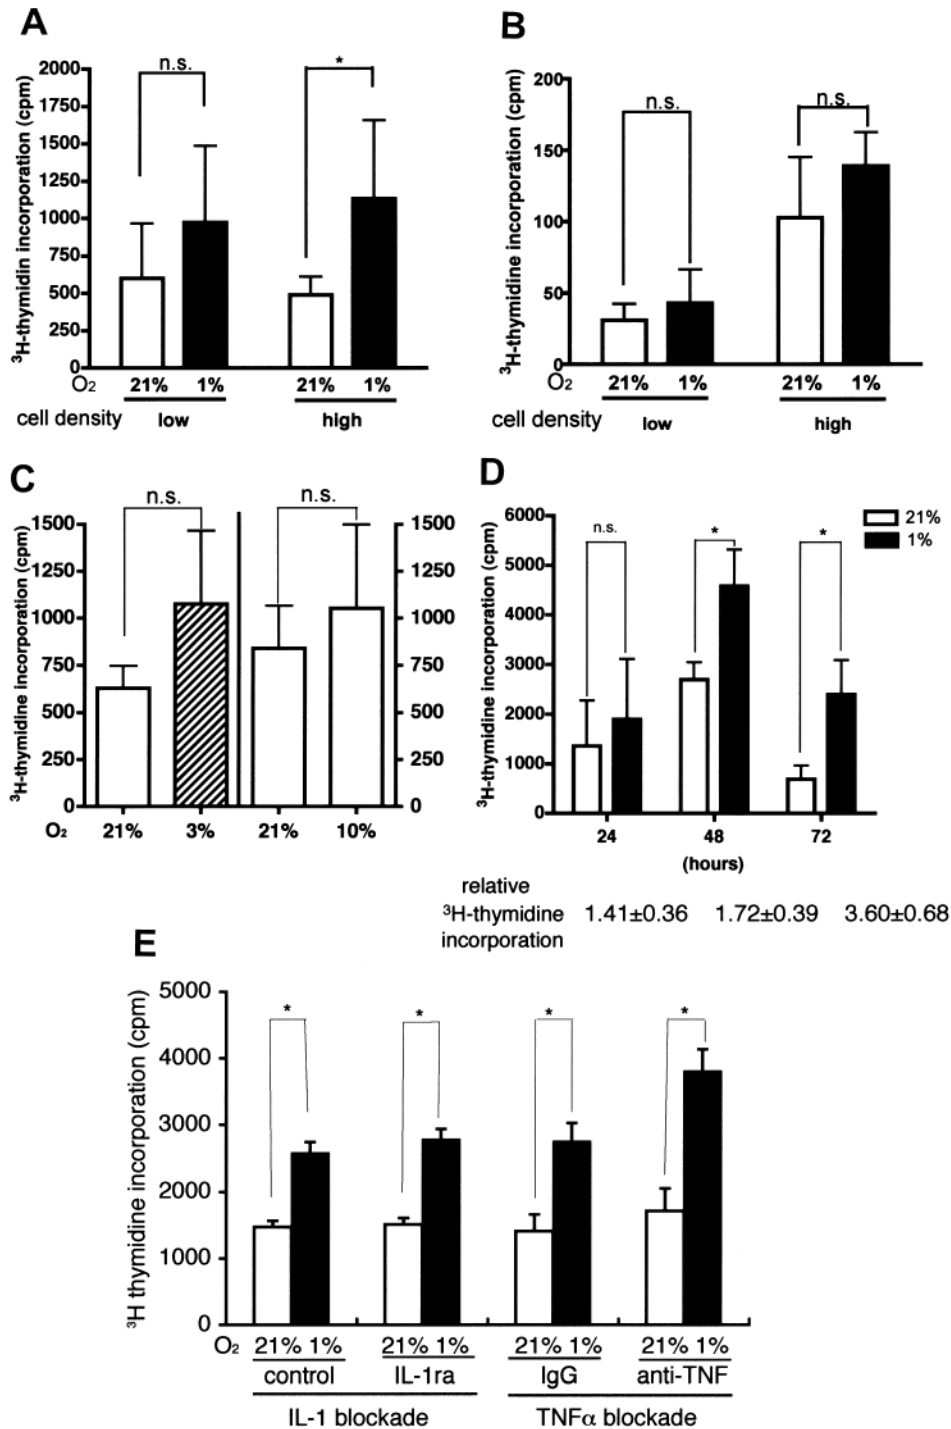 A
³H-thymidin incorporation (cpm)
2000
1750
1500
1250
1000
750
500
250
0
n.s.
*
O₂ 21% 1% 21% 1%
cell density low high
B
³H-thymidine incorporation (cpm)
200
150
100
50
0
n.s.
n.s.
O₂ 21% 1% 21% 1%
cell density low high
C
³H-thymidine incorporation (cpm)
1500
1250
1000
750
500
250
0
n.s.
n.s.
1500
1250
1000
750
500
250
0
O₂ 21% 3% 21% 10%
D
³H-thymidine incorporation (cpm)
6000
5000
4000
3000
2000
1000
0
n.s.
*
*
21%
1%
24 48 72
(hours)
relative
³H-thymidine 1.41±0.36 1.72±0.39 3.60±0.68
incorporation
E
³H thymidine incorporation (cpm)
5000
4000
3000
2000
1000
0
*
*
*
*
O₂ 21% 1% 21% 1% 21% 1% 21% 1%
control IL-1ra IgG anti-TNF
IL-1 blockade TNFα blockade